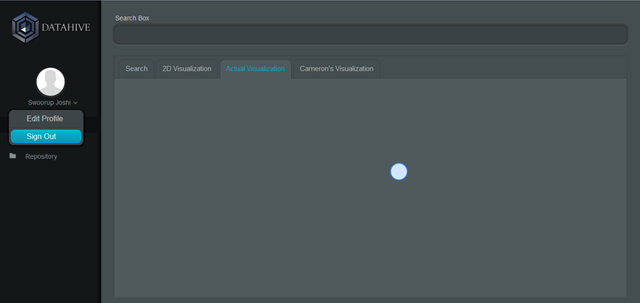 DATAHIVE
Swoorup Joshi
Edit Profile
Sign Out
Repository
Search Box
Search
2D Visualization
Actual Visualization
Cameron's Visualization